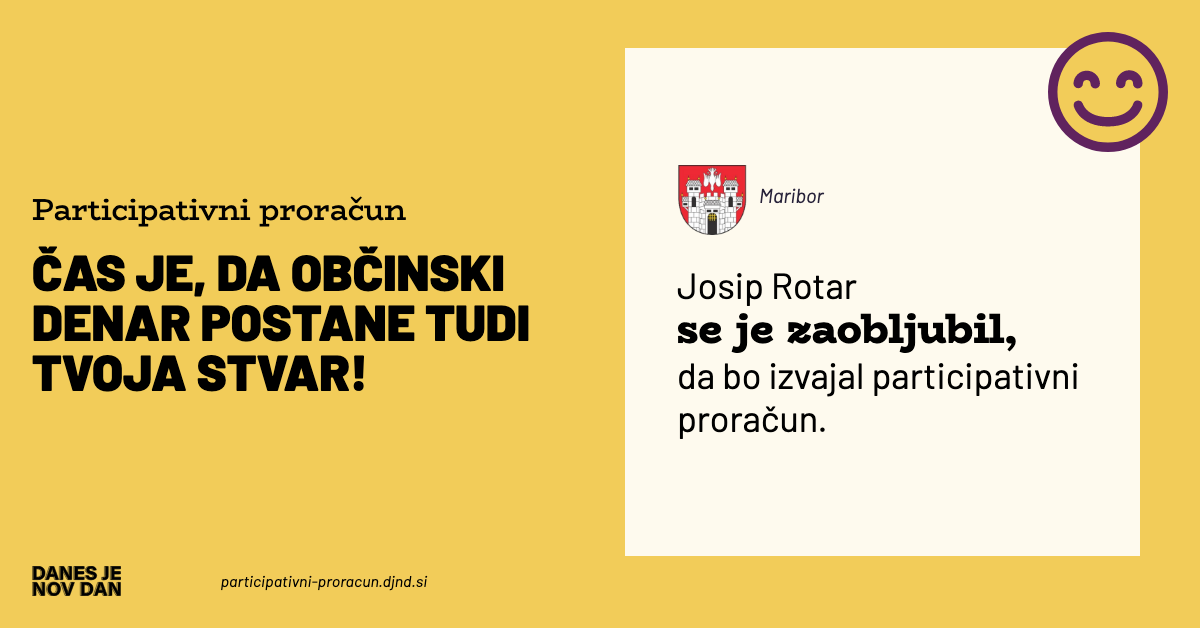 Participativni proračun
ČAS JE, DA OBČINSKI
DENAR POSTANE TUDI
TVOJA STVAR!
DANES JE
NOV DAN
participativni-proracun.djnd.si
Maribor
Josip Rotar
se je zaobljubil,
da bo izvajal participativni
proračun.